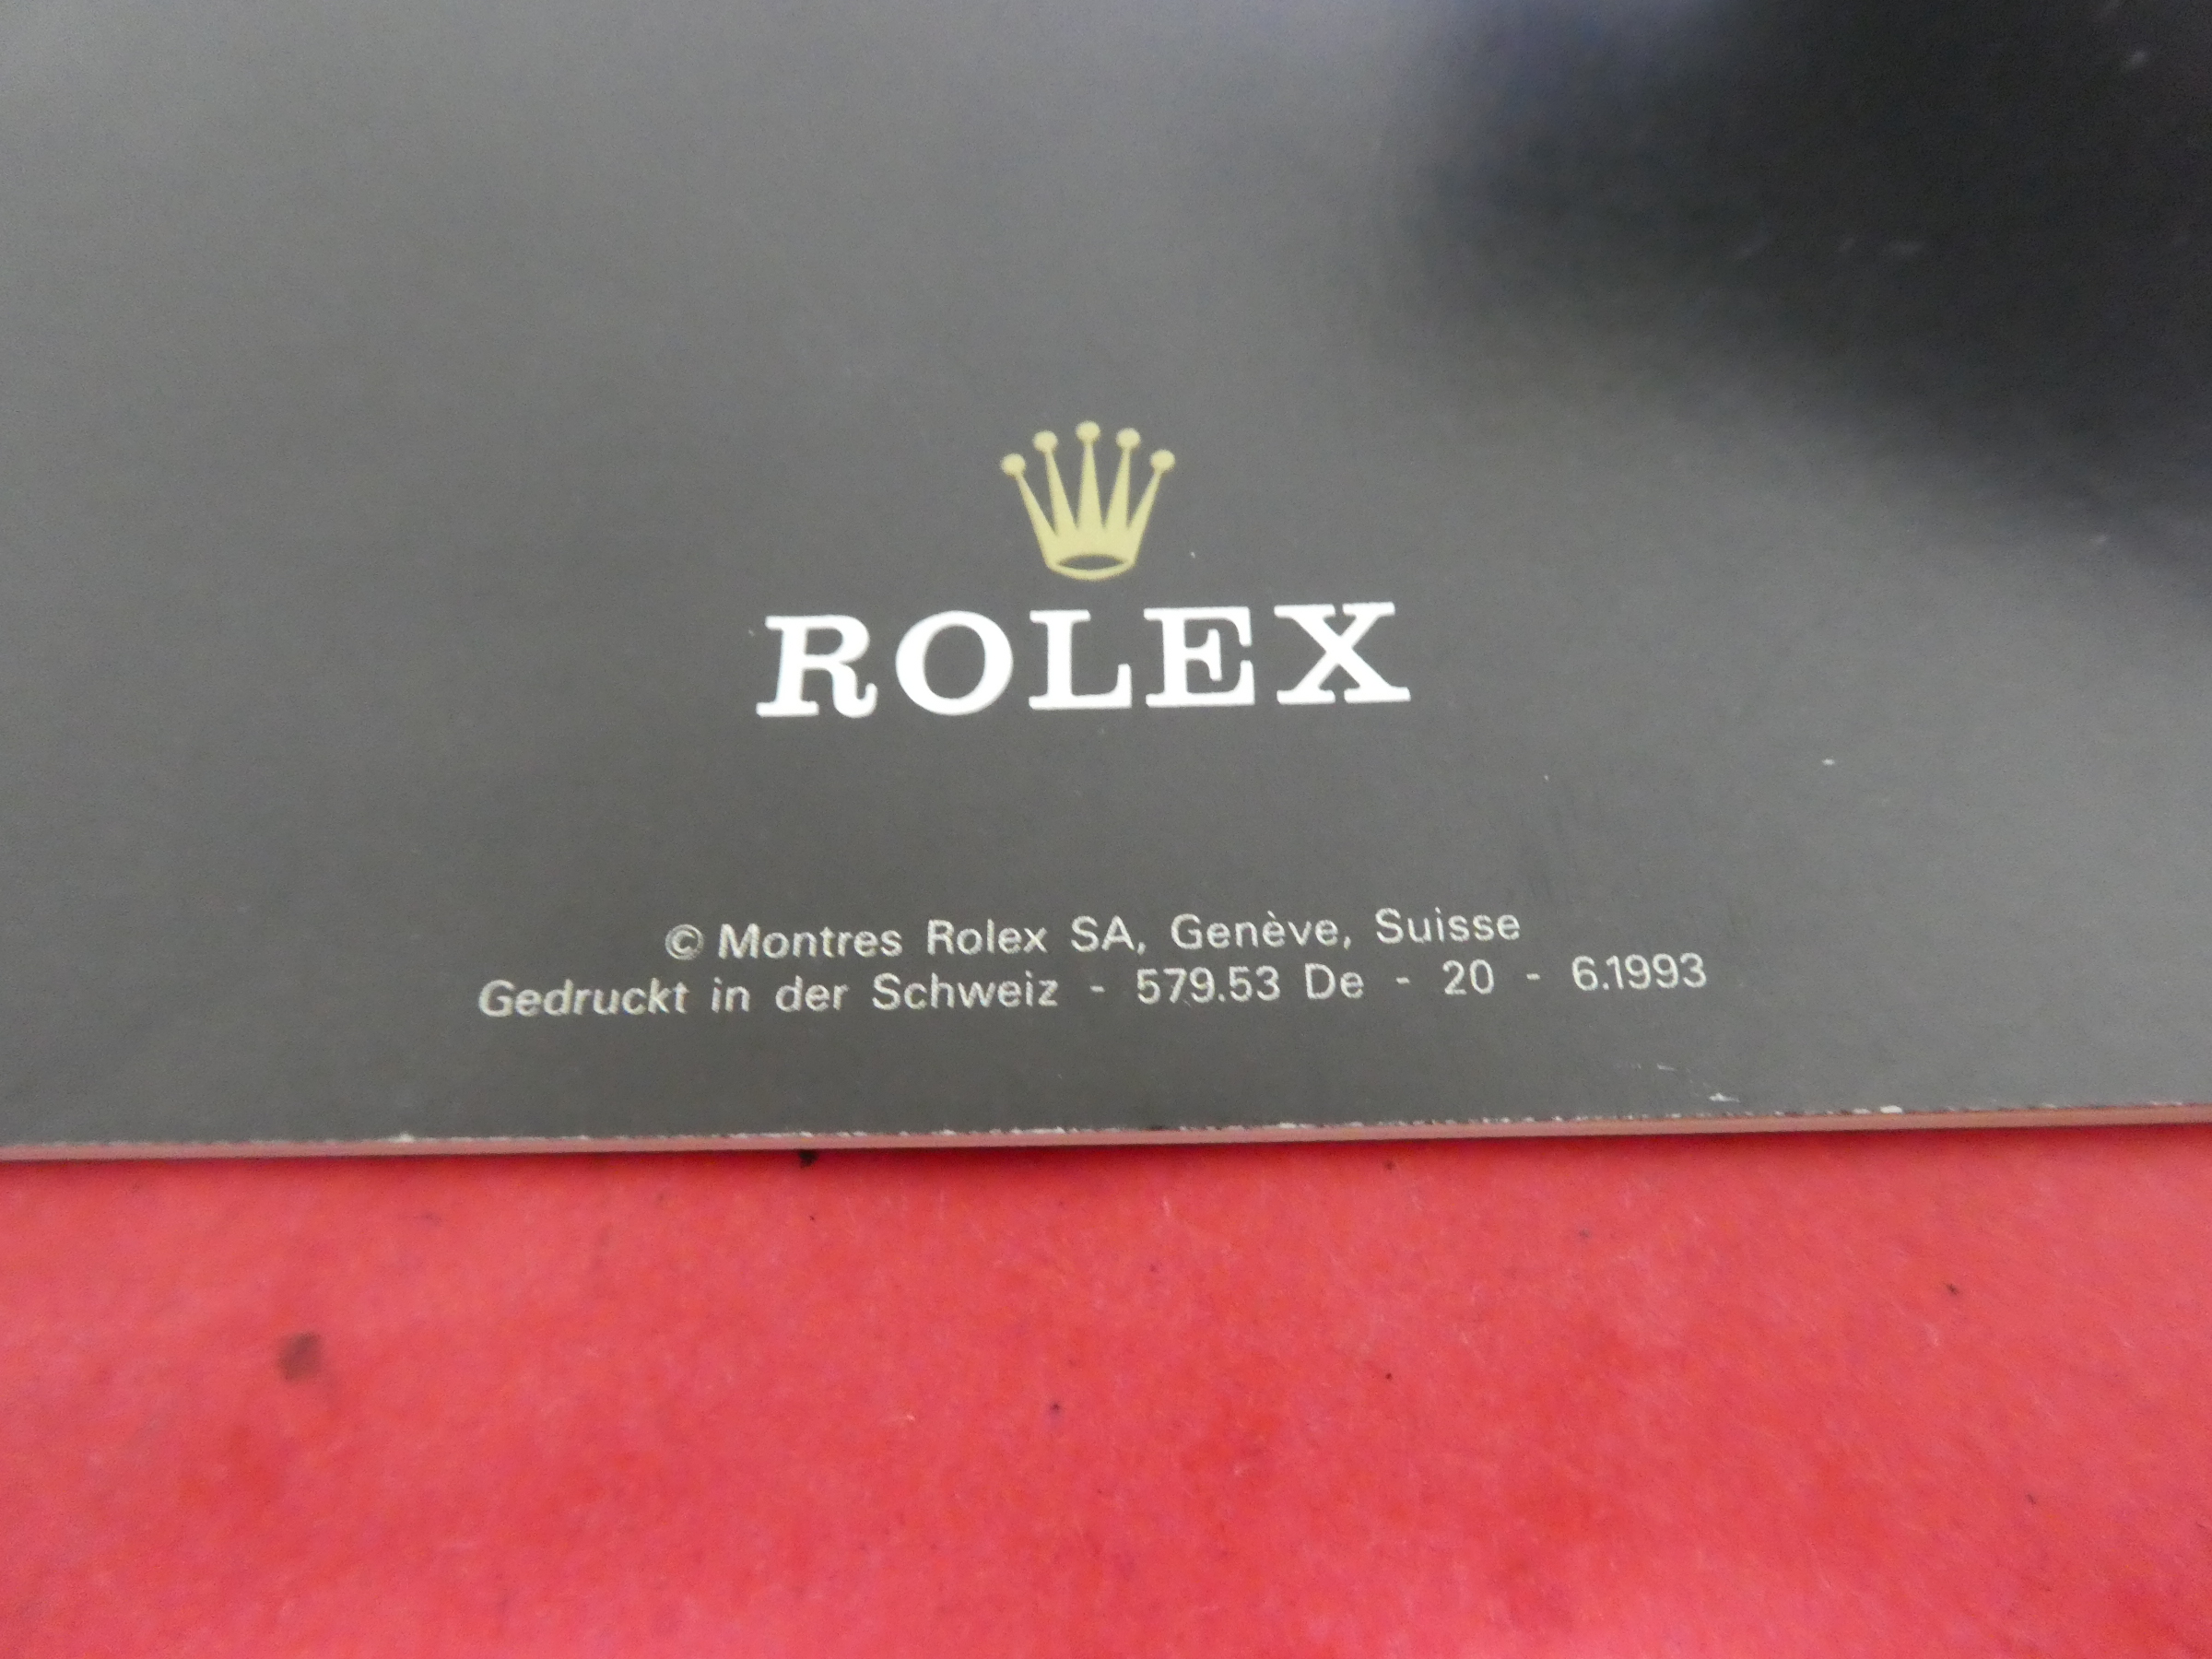 ROLEX
© Montres Rolex SA, Genève, Suisse
Gedruckt in der Schweiz - 579.53 De - 20 - 6.1993